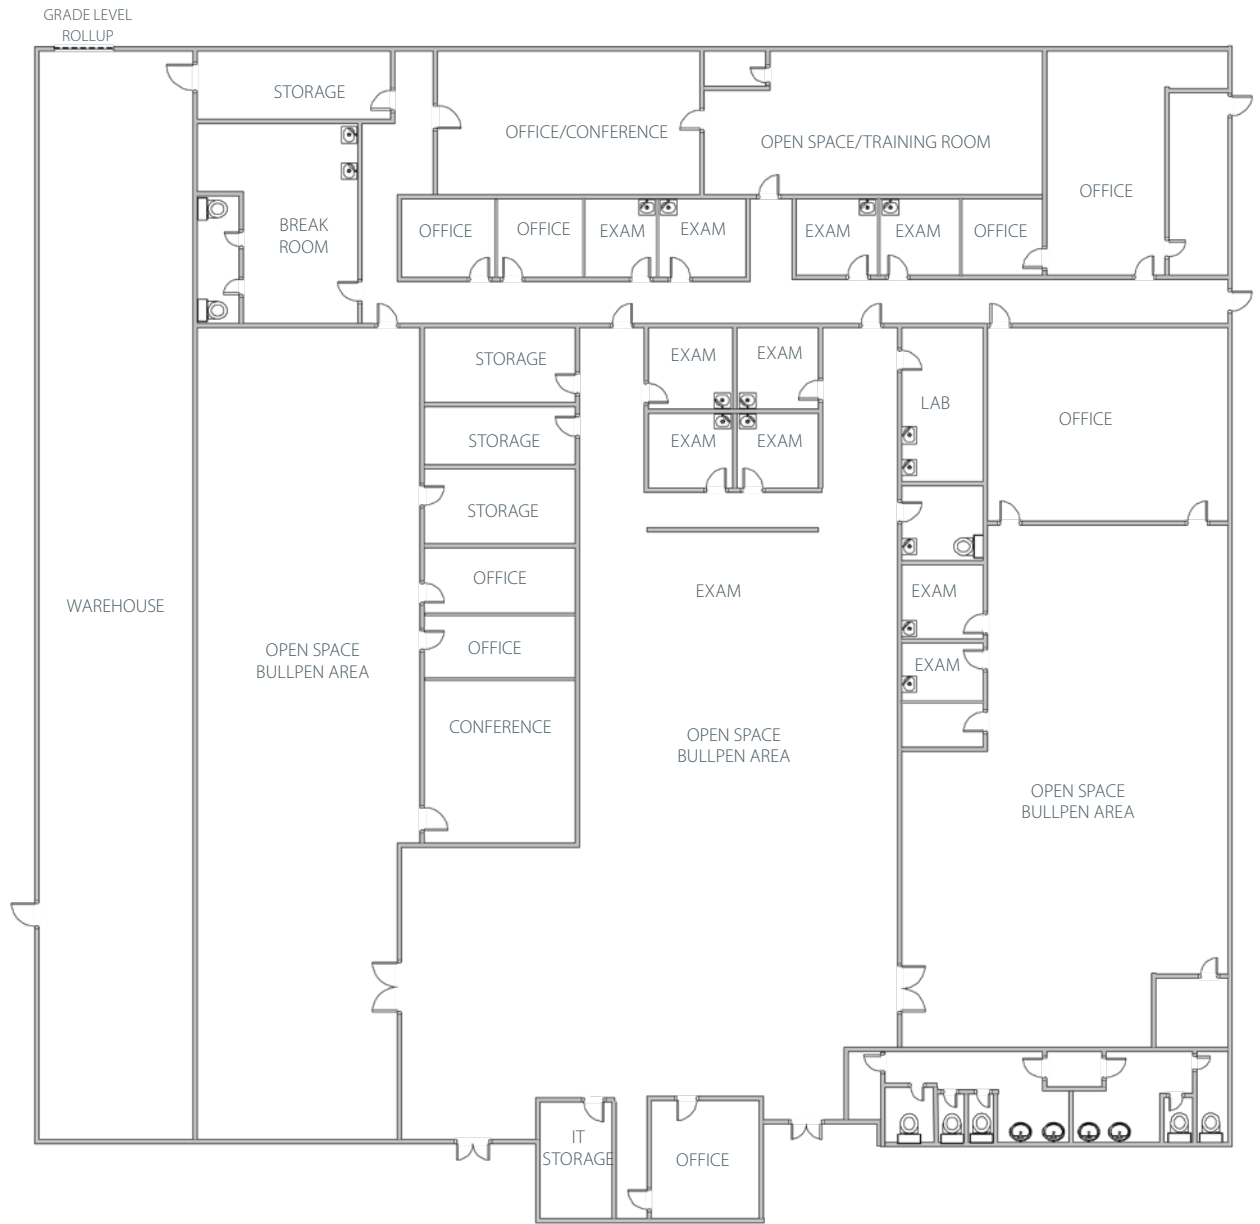 GRADE LEVEL
ROLLUP
STORAGE
OFFICE/CONFERENCE
OPEN SPACE/TRAINING ROOM
OFFICE
BREAK
ROOM
OFFICE
OFFICE
EXAM
EXAM
EXAM
EXAM
OFFICE
STORAGE
EXAM
EXAM
LAB
OFFICE
STORAGE
EXAM
EXAM
STORAGE
OFFICE
EXAM
EXAM
WAREHOUSE
OPEN SPACE
BULLPEN AREA
OFFICE
EXAM
CONFERENCE
OPEN SPACE
BULLPEN AREA
OPEN SPACE
BULLPEN AREA
IT
STORAGE
OFFICE